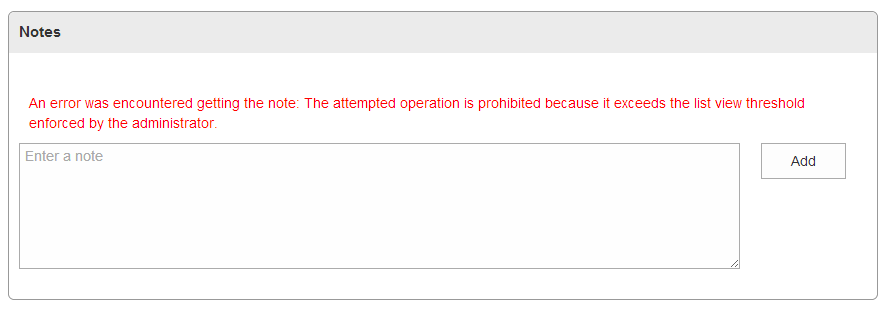 Notes
An error was encountered getting the note: The attempted operation is prohibited because it exceeds the list view threshold
enforced by the administrator.
Enter a note
Add